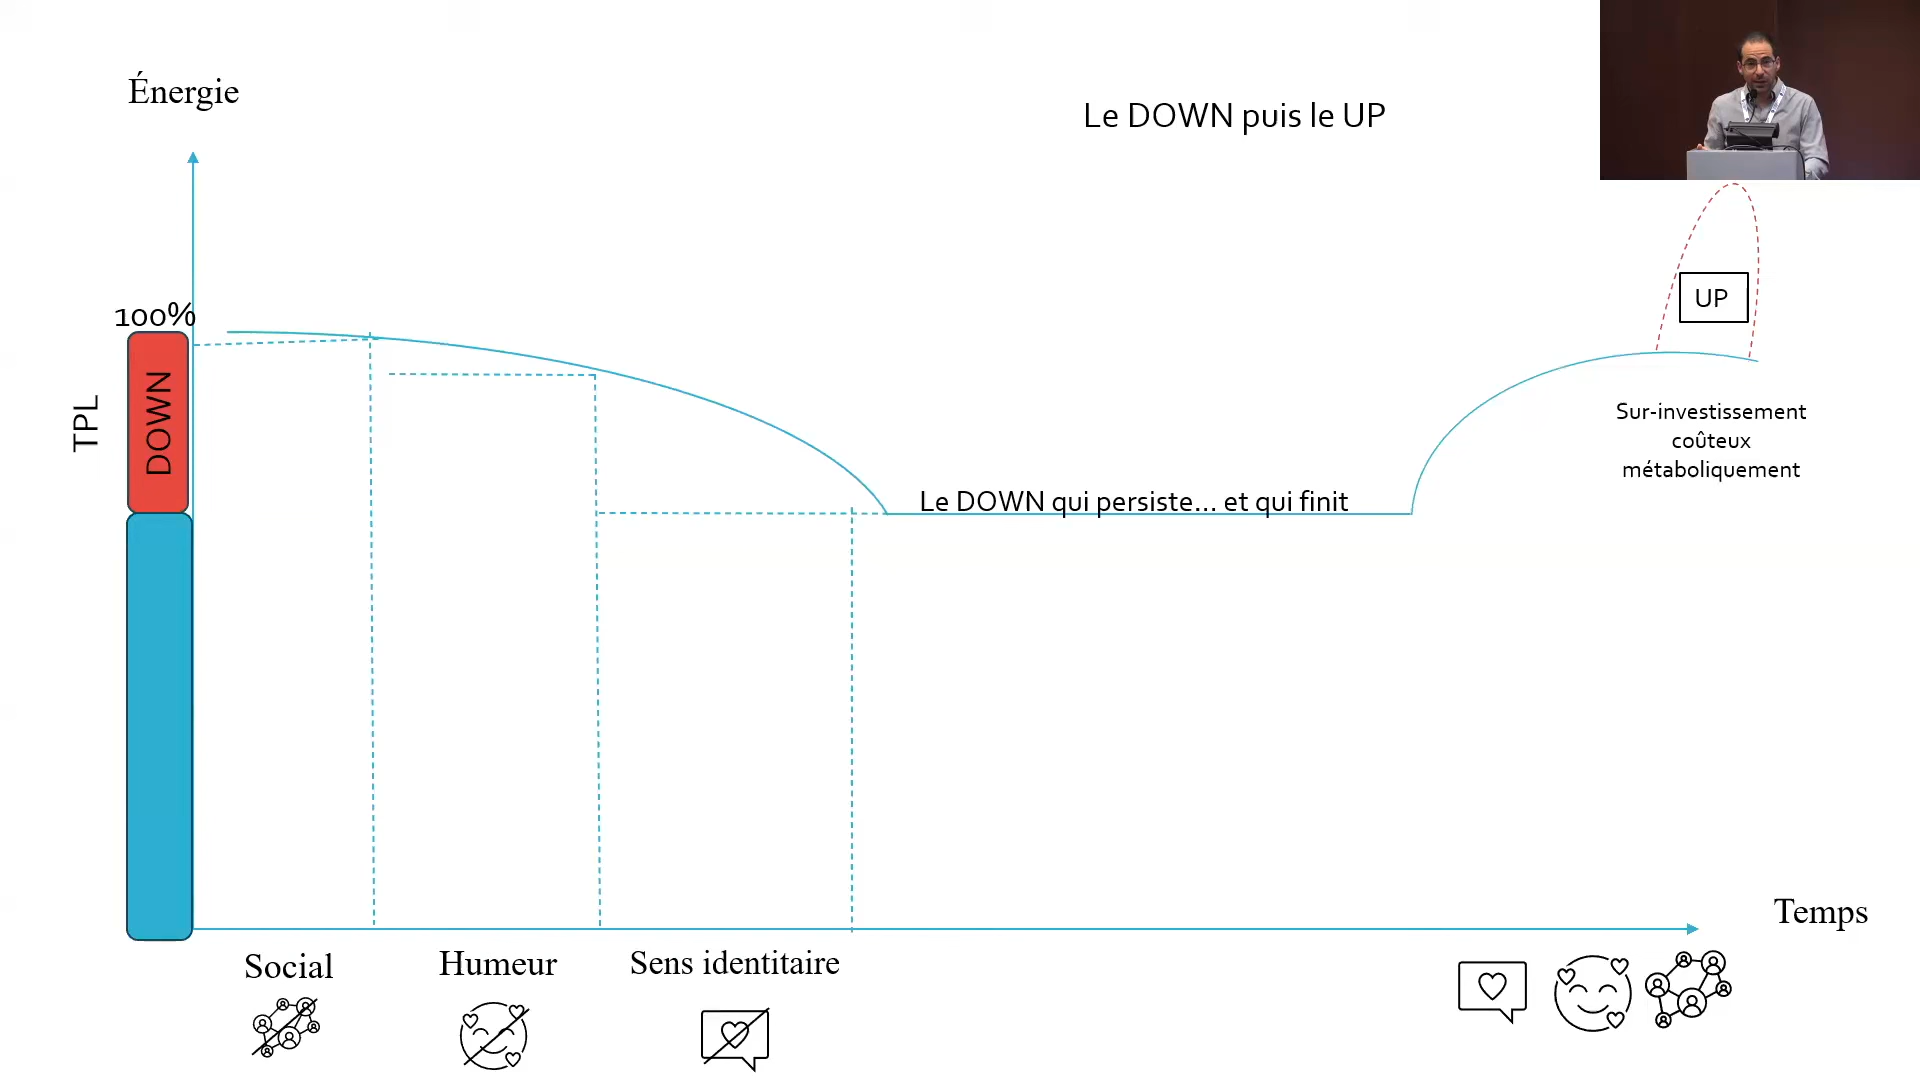 Énergie
Le DOWN puis le UP
UP
100%
DOWN
TPL
Sur-investissement
coûteux
métaboliquement
Le DOWN qui persiste... et qui finit
Temps
Social
Humeur
Sens identitaire